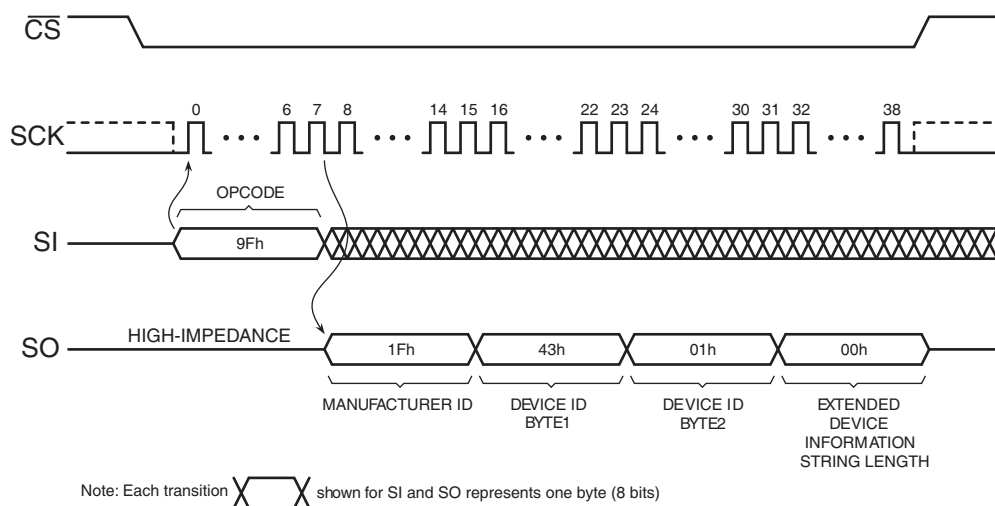 CS
SCK
0 6 7 8 14 15 16 22 23 24 30 31 32 38
OPCODE
SI
9Fh
SO
HIGH-IMPEDANCE
1Fh 43h 01h 00h
MANUFACTURER ID
DEVICE ID
BYTE1
DEVICE ID
BYTE2
EXTENDED
DEVICE
INFORMATION
STRING LENGTH
Note: Each transition shown for SI and SO represents one byte (8 bits)